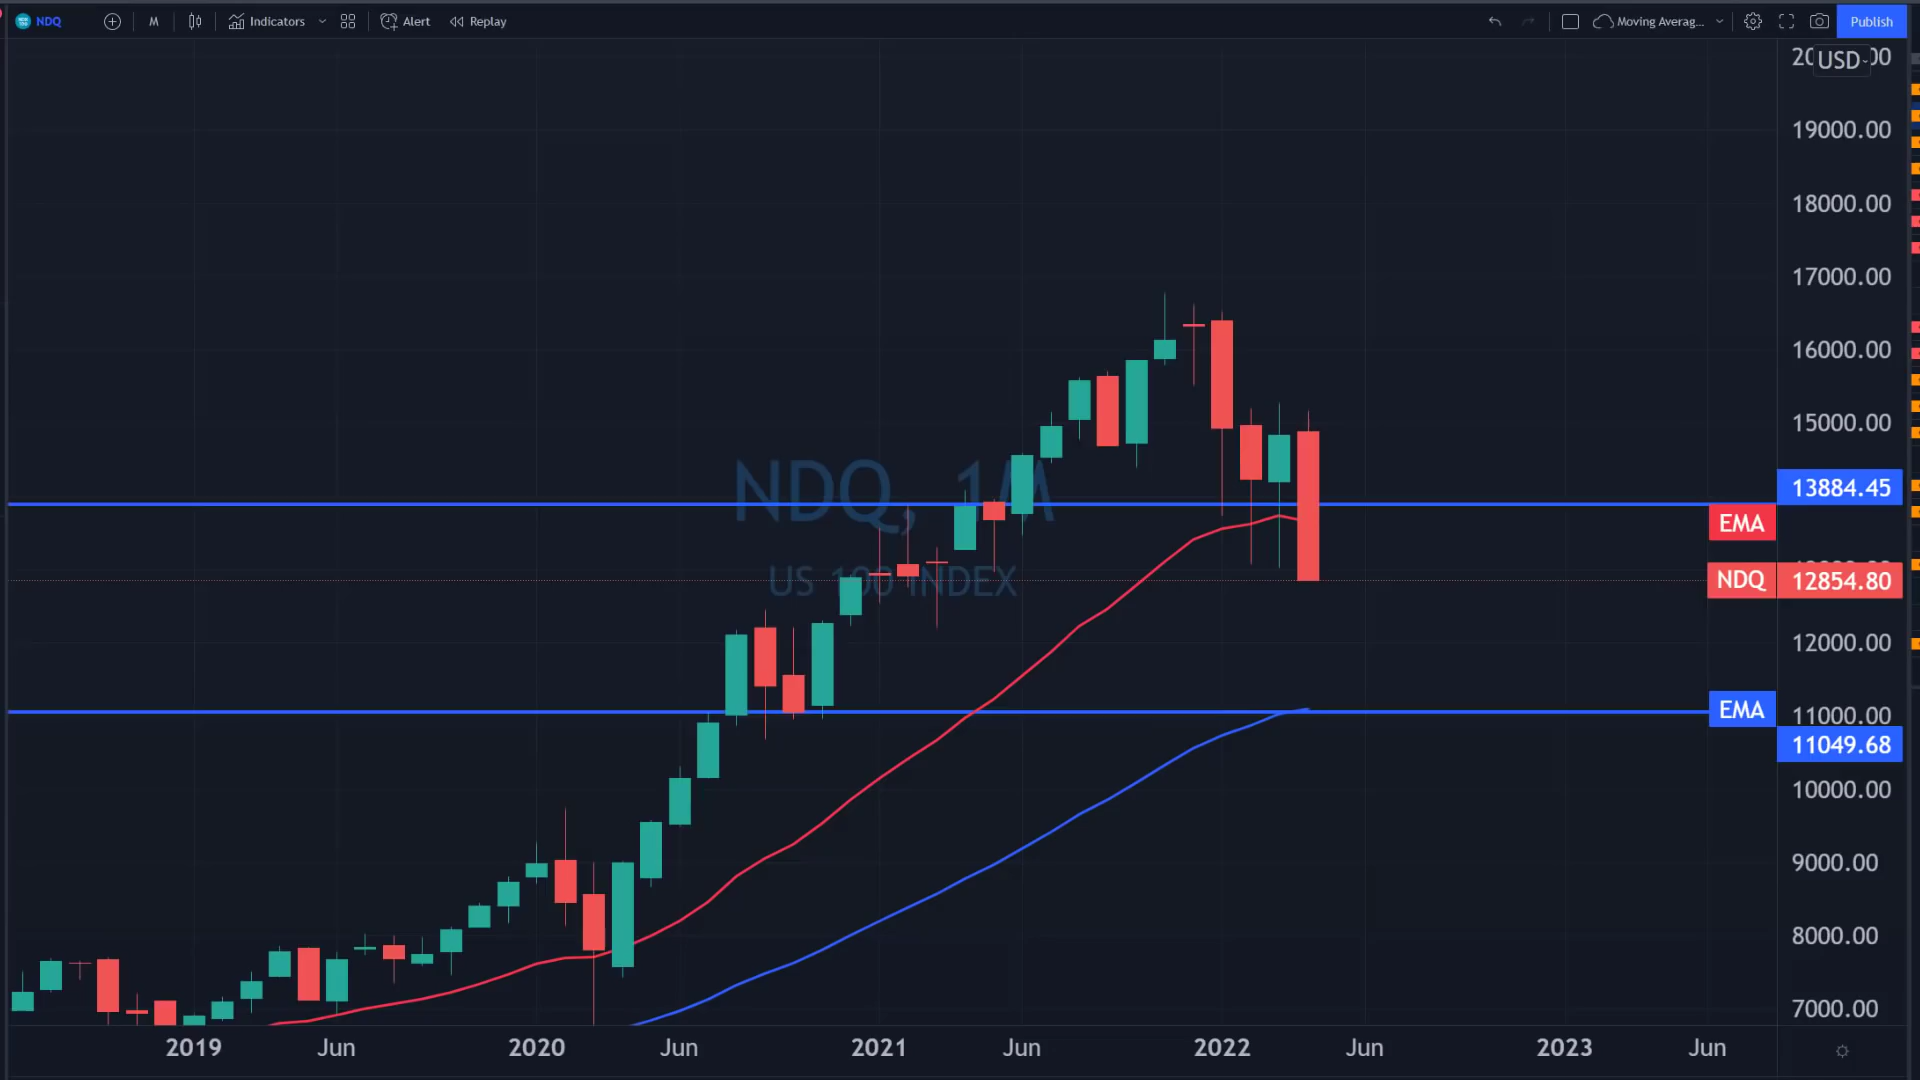 NDQ M Indicators Alert Replay Moving Averag... Publish
USD
19000.00
18000.00
17000.00
16000.00
15000.00
13884.45
EMA
NDQ 12854.80
12000.00
EMA 11000.00
11049.68
10000.00
9000.00
8000.00
7000.00
NDQ, 1M
US 100 INDEX
2019 Jun 2020 Jun 2021 Jun 2022 Jun 2023 Jun